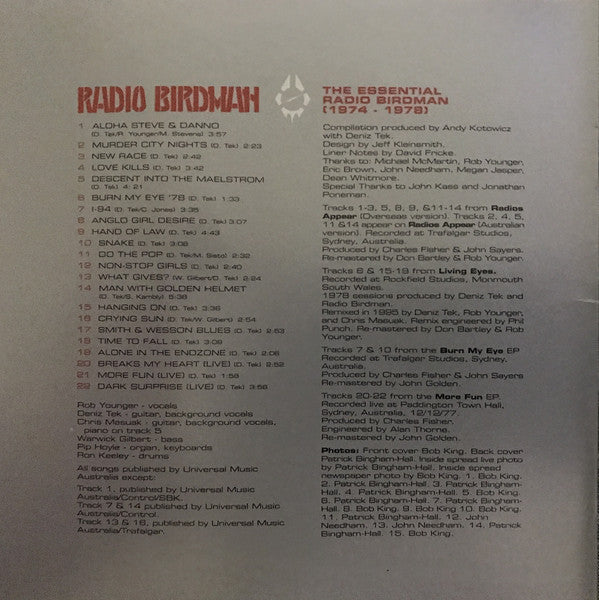 RADIO BIRDMAN
1 ALOHA STEVE & DANNO
(D. Tek/R. Younger/M. Stevens) 3:57
2 MURDER CITY NIGHTS (D. Tek) 2:23
3 NEW RACE (D. Tek) 2:42
4 LOVE KILLS (D. Tek) 3:42
5 DESCENT INTO THE MAELSTROM
(D. Tek) 4:21
6 BURN MY EYE '78 (D. Tek) 1:33
7 I-94 (D. Tek/C. Jones) 3:35
8 ANGLO GIRL DESIRE (D. Tek) 3:07
9 HAND OF LAW (D. Tek) 4:43
10 SNAKE (D. Tek) 3:08
11 DO THE POP (D. Tek/M. Sisto) 2:32
12 NON-STOP GIRLS (D. Tek) 2:40
13 WHAT GIVES? (W. Gilbert/D. Tek) 2:24
14 MAN WITH GOLDEN HELMET
(D. Tek/S. Kambly) 5:38
15 HANGING ON (D. Tek) 3:36
16 CRYING SUN (D. Tek/W. Gilbert) 2:54
17 SMITH & WESSON BLUES (D. Tek) 2:53
18 TIME TO FALL (D. Tek) 3:09
19 ALONE IN THE ENDZONE (D. Tek) 2:08
20 BREAKS MY HEART (LIVE) (D. Tek)
21 MORE FUN (LIVE) (D. Tek) 1:58
22 DARK SURPRISE (LIVE) (D. Tek) 3:56
Rob Younger - vocals
Deniz Tek - guitar, background vocals
Chris Masuak - guitar, background vocals,
piano on track 5
Warwick Gilbert - bass
Pip Hoyle - organ, keyboards
Ron Keeley - drums
All songs published by Universal Music
Australia except:
Track 1, published by Universal Music
Australia/Control/SBK.
Track 7 & 14 published by Universal Music
Australia/Control.
Track 13 & 16, published by Universal Music
Australia/Trafalgar.
THE ESSENTIAL
RADIO BIRDMAN
(1974 - 1978)
Compilation produced by Andy Kotowicz
with Deniz Tek.
Design by Jeff Kleinsmith.
Liner Notes by David Fricke.
Thanks to: Michael McMartin, Rob Younger,
Eric Brown, John Needham, Megan Jasper,
Dean Whitmore.
Special Thanks to John Kass and Jonathan
Poneman.
Tracks 1-3, 5, 8, 9, &11-14 from Radios
Appear (Overseas version). Tracks 2, 4, 5,
11 &14 appear on Radios Appear (Australian
version). Recorded at Trafalgar Studios,
Sydney, Australia.
Produced by Charles Fisher & John Sayers.
Re-mastered by Don Bartley & Rob Younger.
Tracks 6 & 15-19 from Living Eyes.
Recorded at Rockfield Studios, Monmouth
South Wales.
1978 sessions produced by Deniz Tek and
Radio Birdman.
Remixed in 1995 by Deniz Tek, Rob Younger,
and Chris Masuak. Remix engineered by Phil
Punch. Re-mastered by Don Bartley & Rob
Younger.
Tracks 7 & 10 from the Burn My Eye EP
Recorded at Trafalgar Studios, Sydney,
Australia.
Produced by Charles Fisher & John Sayers
Re-mastered by John Golden.
Tracks 20-22 from the More Fun EP.
Recorded live at Paddington Town Hall,
Sydney, Australia, 12/12/77.
Produced by Charles Fisher.
Engineered by Alan Thorne.
Re-mastered by John Golden.
Photos: Front cover Bob King. Back cover
Patrick Bingham-Hall. Inside spread live photo
by Patrick Bingham-Hall. Inside spread
newspaper photo by Bob King. 1. Bob King.
2. Patrick Bingham-Hall. 3. Patrick Bingham-
Hall. 4. Patrick Bingham-Hall. 5. Bob King.
6. Patrick Bingham-Hall. 7. Patrick Bingham-
Hall. 8. Bob King. 9. Bob King 10. Bob King.
11. Patrick Bingham-Hall. 12. John
Needham. 13. John Needham. 14. Patrick
Bingham-Hall. 15. Bob King.